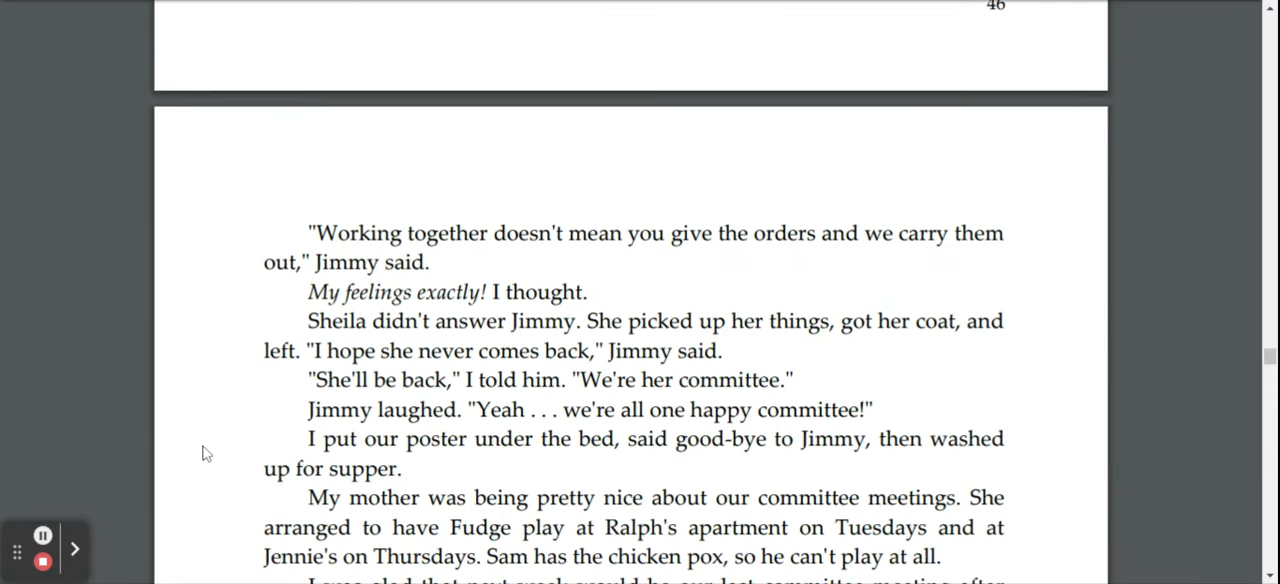 46
"Working together doesn't mean you give the orders and we carry them
out," Jimmy said.
My feelings exactly! I thought.
Sheila didn't answer Jimmy. She picked up her things, got her coat, and
left. "I hope she never comes back," Jimmy said.
"She'll be back," I told him. "We're her committee."
Jimmy laughed. "Yeah . . . we're all one happy committee!"
I put our poster under the bed, said good-bye to Jimmy, then washed
up for supper.
My mother was being pretty nice about our committee meetings. She
arranged to have Fudge play at Ralph's apartment on Tuesdays and at
Jennie's on Thursdays. Sam has the chicken pox, so he can't play at all.